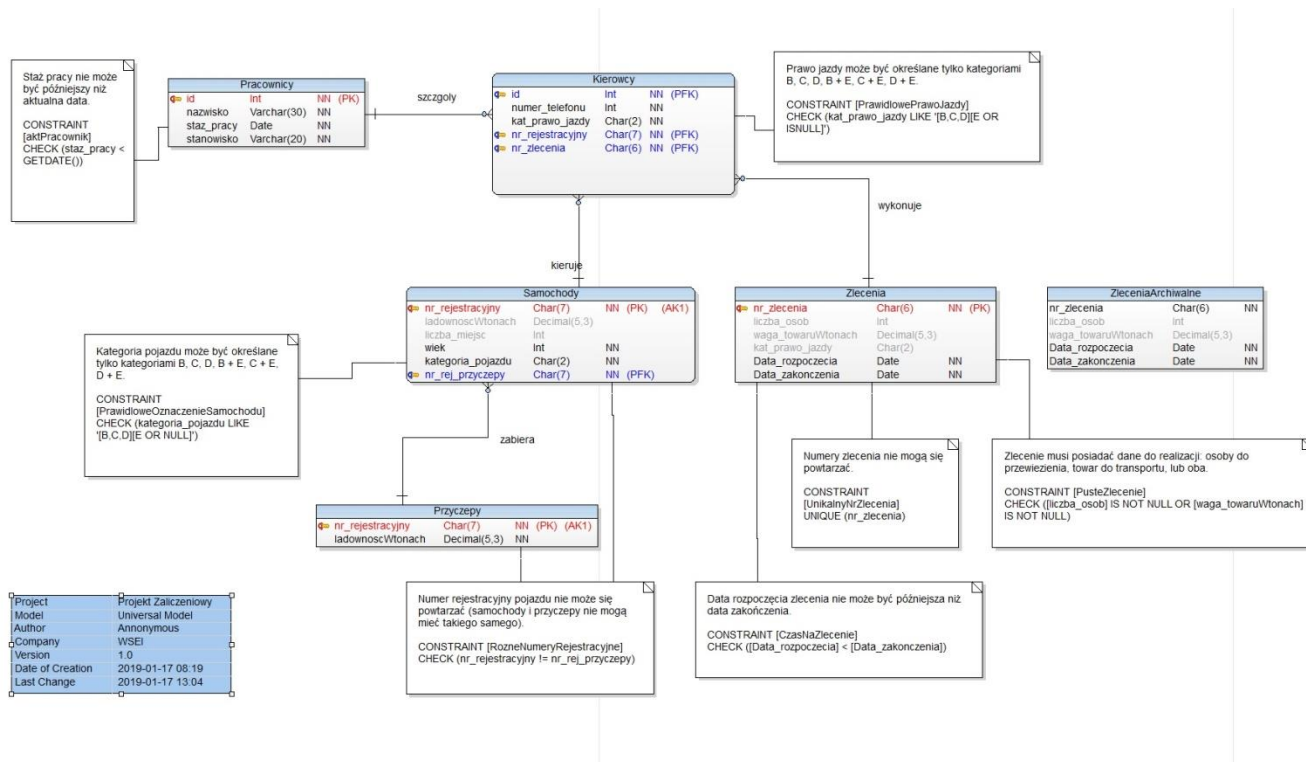 Staż pracy nie może
być późniejszy niż
aktualna data.
CONSTRAINT
[aktPracownik]
CHECK (staz_pracy <
GETDATE())
Pracownicy
id Int NN (PK)
nazwisko Varchar(30) NN
staz_pracy Date NN
stanowisko Varchar(20) NN
szczgoly
Kierowcy
id Int NN (PFK)
numer_telefonu Int NN
kat_prawo_jazdy Char(2) NN
nr_rejestracyjny Char(7) NN (PFK)
nr_zlecenia Char(6) NN (PFK)
Prawo jazdy może być określane tylko kategoriami
B, C, D, B + E, C + E, D + E.
CONSTRAINT [PrawidlowePrawoJazdy]
CHECK (kat_prawo_jazdy LIKE '[B,C,D][E OR
ISNULL]')
wykonuje
kieruje
Samochody
nr_rejestracyjny Char(7) NN (PK) (AK1)
ladownoscWtonach Decimal(5,3)
liczba_miejsc Int
wiek Int NN
kategoria_pojazdu Char(2) NN
nr_rej_przyczepy Char(7) NN (PFK)
Zlecenia
nr_zlecenia Char(6) NN (PK)
liczba_osob Int
waga_towaruWtonach Decimal(5,3)
kat_prawo_jazdy Char(2)
Data_rozpoczecia Date NN
Data_zakonczenia Date NN
ZleceniaArchiwalne
nr_zlecenia Char(6) NN
liczba_osob Int
waga_towaruWtonach Decimal(5,3)
Data_rozpoczecia Date NN
Data_zakonczenia Date NN
Kategoria pojazdu może być określane
tylko kategoriami B, C, D, B + E, C + E,
D + E.
CONSTRAINT
[PrawidloweOznaczenieSamochodu]
CHECK (kategoria_pojazdu LIKE
'[B,C,D][E OR NULL]')
zabiera
Numery zlecenia nie mogą się
powtarzać.
CONSTRAINT
[UnikalnyNrZlecenia]
UNIQUE (nr_zlecenia)
Zlecenie musi posiadać dane do realizacji: osoby do
przewiezienia, towar do transportu, lub oba.
CONSTRAINT [PusteZlecenie]
CHECK ([liczba_osob] IS NOT NULL OR [waga_towaruWtonach]
IS NOT NULL)
Przyczepy
nr_rejestracyjny Char(7) NN (PK) (AK1)
ladownoscWtonach Decimal(5,3) NN
Numer rejestracyjny pojazdu nie może się
powtarzać (samochody i przyczepy nie mogą
mieć takiego samego).
CONSTRAINT [RozneNumeryRejestracyjne]
CHECK (nr_rejestracyjny != nr_rej_przyczepy)
Data rozpoczęcia zlecenia nie może być późniejsza niż
data zakończenia.
CONSTRAINT [CzasNaZlecenie]
CHECK ([Data_rozpoczecia] < [Data_zakonczenia])
Project Projekt Zaliczeniowy
Model Universal Model
Author Annonymous
Company WSEI
Version 1.0
Date of Creation 2019-01-17 08:19
Last Change 2019-01-17 13:04